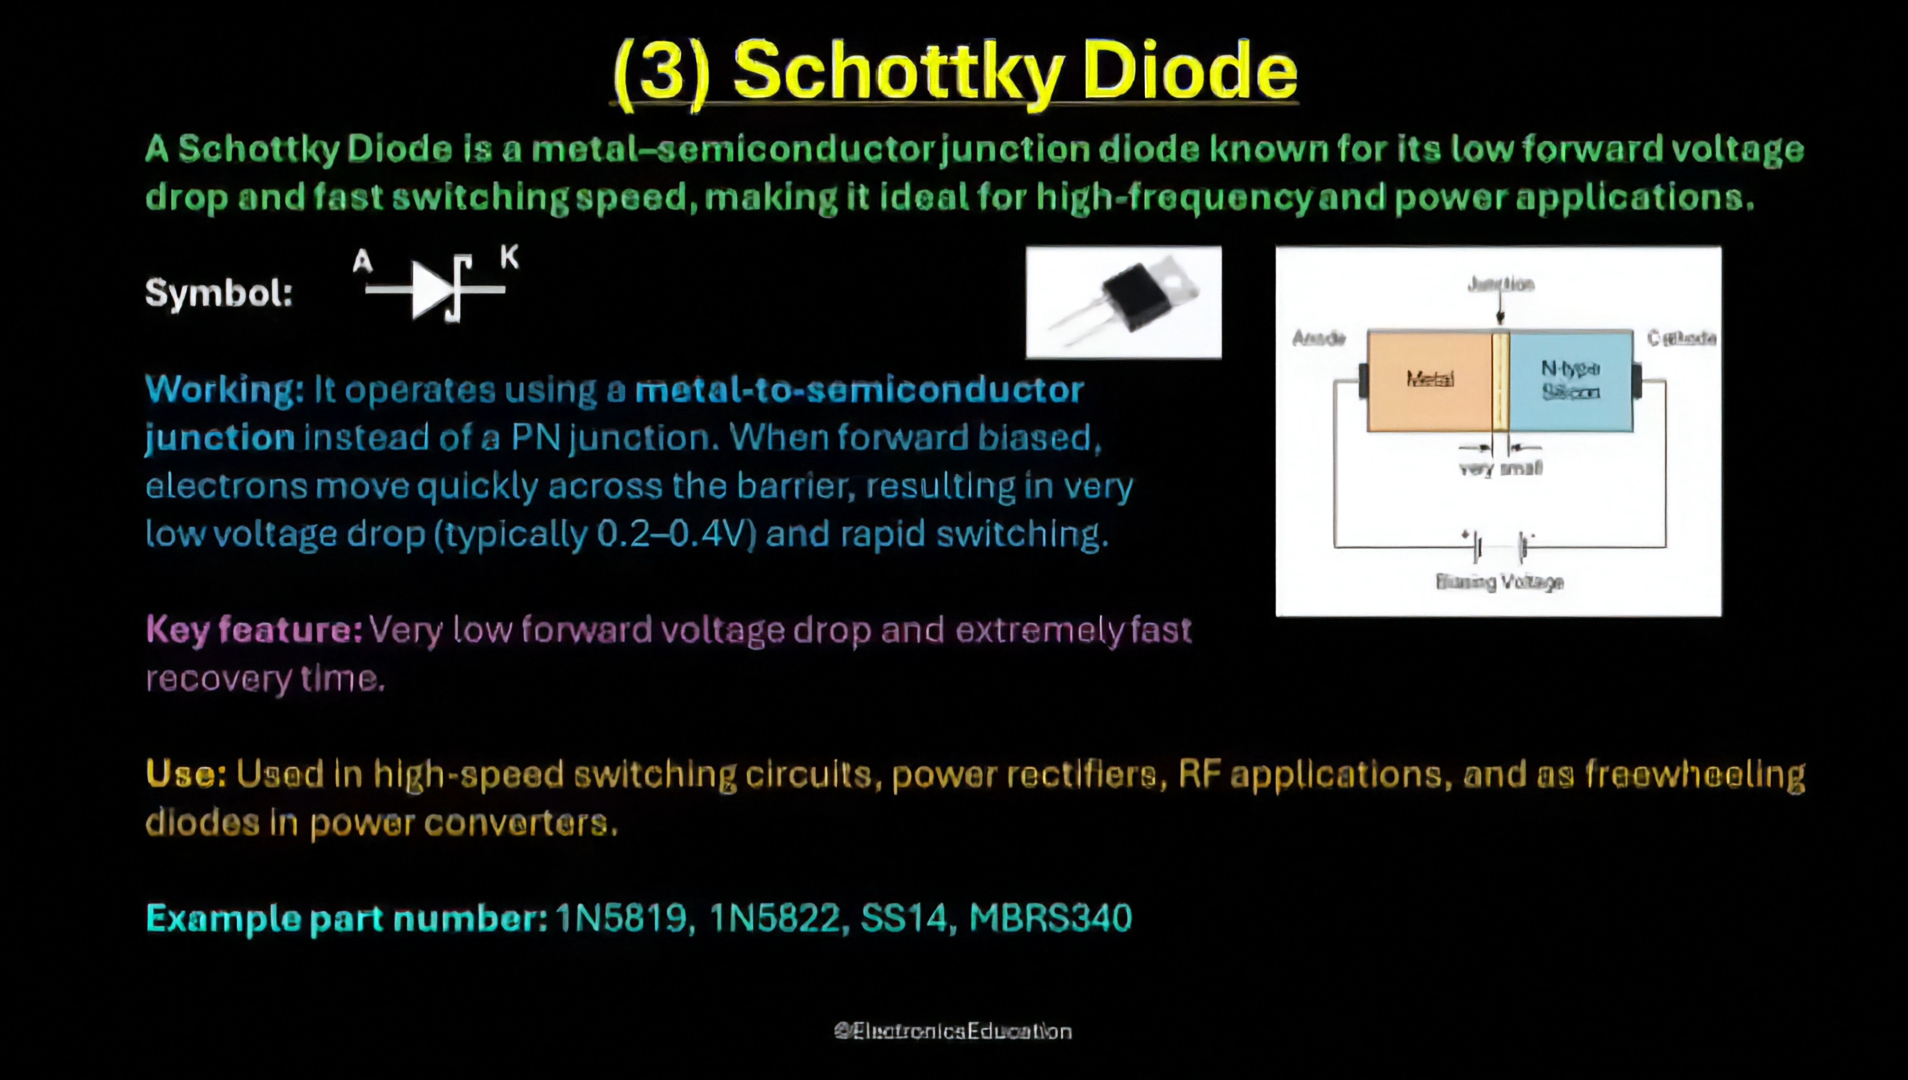 (3) Schottky Diode
A Schottky Diode is a metal–semiconductor junction diode known for its low forward voltage
drop and fast switching speed, making it ideal for high-frequency and power applications.
Symbol:
A
K
Junction
Anode
Cathode
Metal
N-type
Silicon
very small
+
-
Biasing Voltage
Working: It operates using a metal-to-semiconductor
junction instead of a PN junction. When forward biased,
electrons move quickly across the barrier, resulting in very
low voltage drop (typically 0.2–0.4V) and rapid switching.
Key feature: Very low forward voltage drop and extremely fast
recovery time.
Use: Used in high-speed switching circuits, power rectifiers, RF applications, and as freewheeling
diodes in power converters.
Example part number: 1N5819, 1N5822, SS14, MBRS340
@ElectronicsEducation